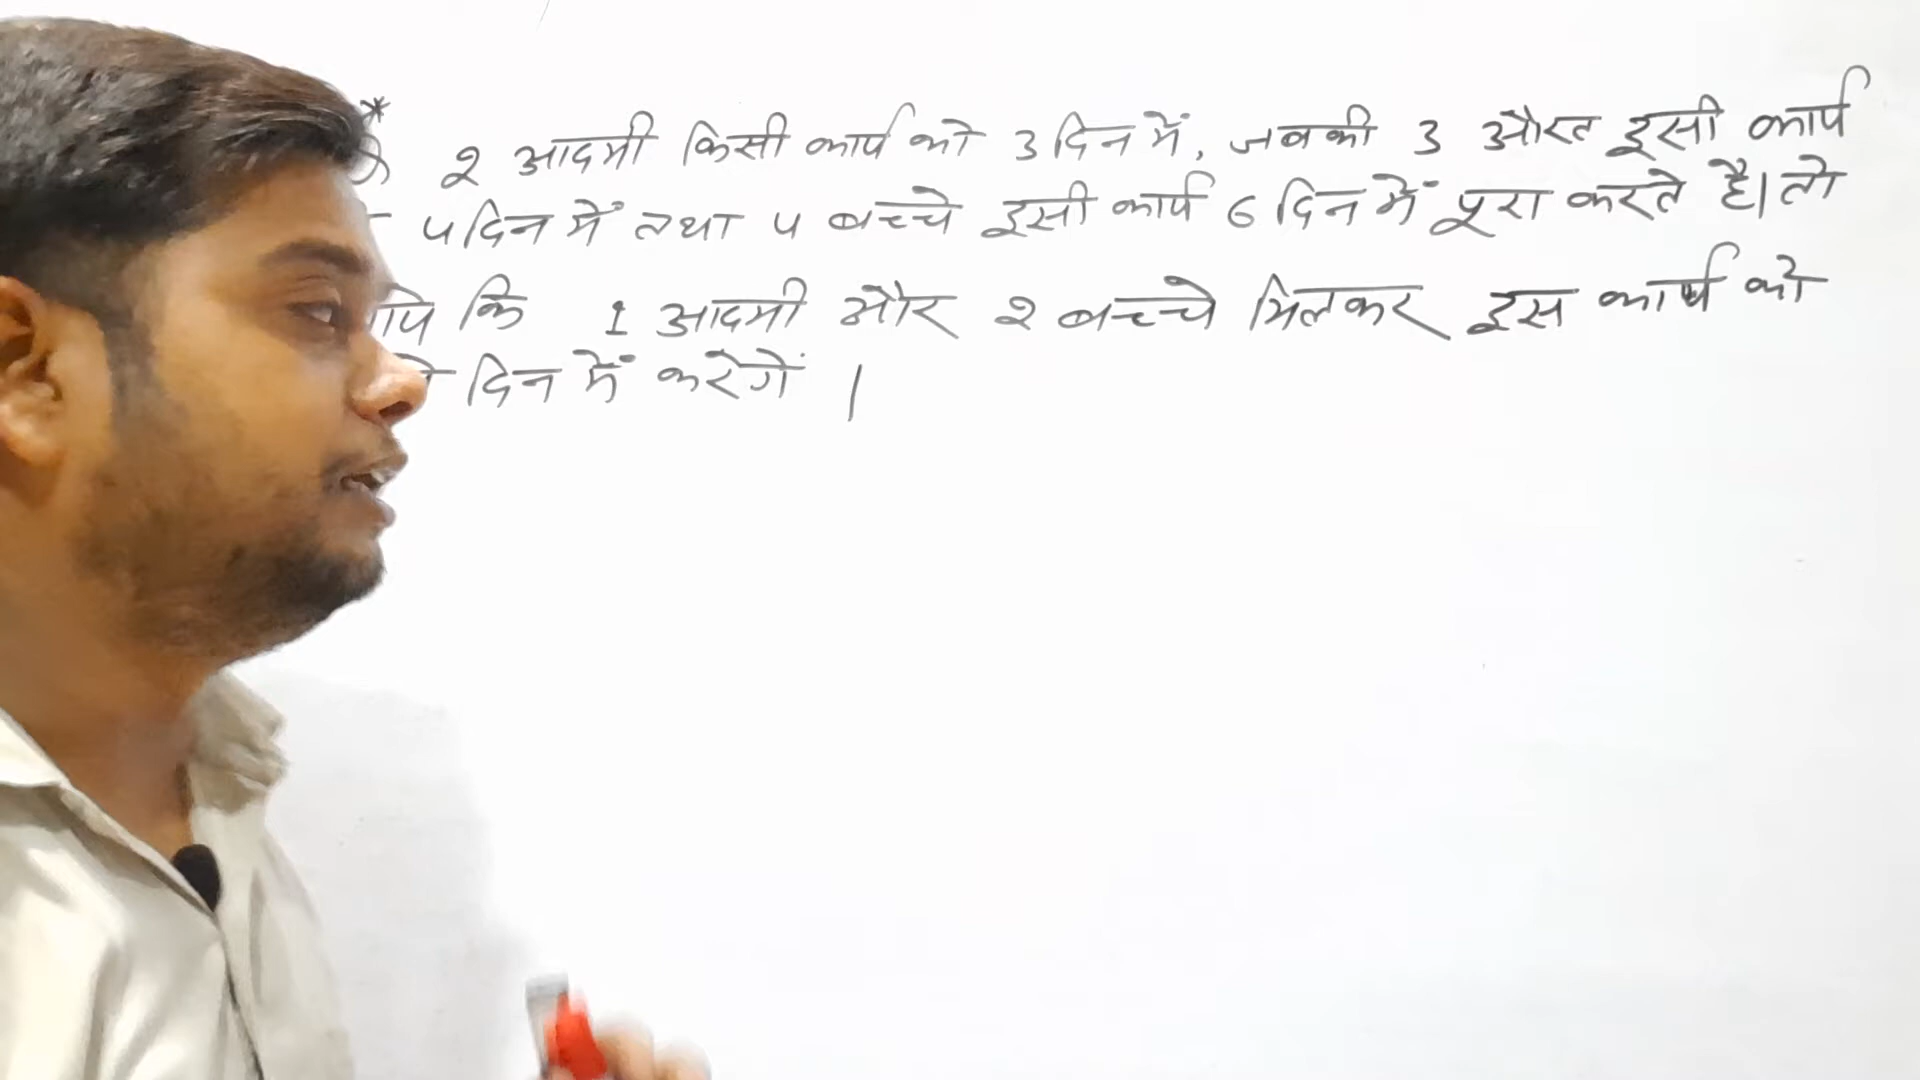 * 2 आदमी किसी कार्य को 3 दिन में, जबकी 3 औरत इसी कार्य
4 दिन में तथा 4 बच्चे इसी कार्य 6 दिन में पूरा करते है। तो
कि 1 आदमी और 2 बच्चे मिलकर इस कार्य को
दिन में करेगें ।